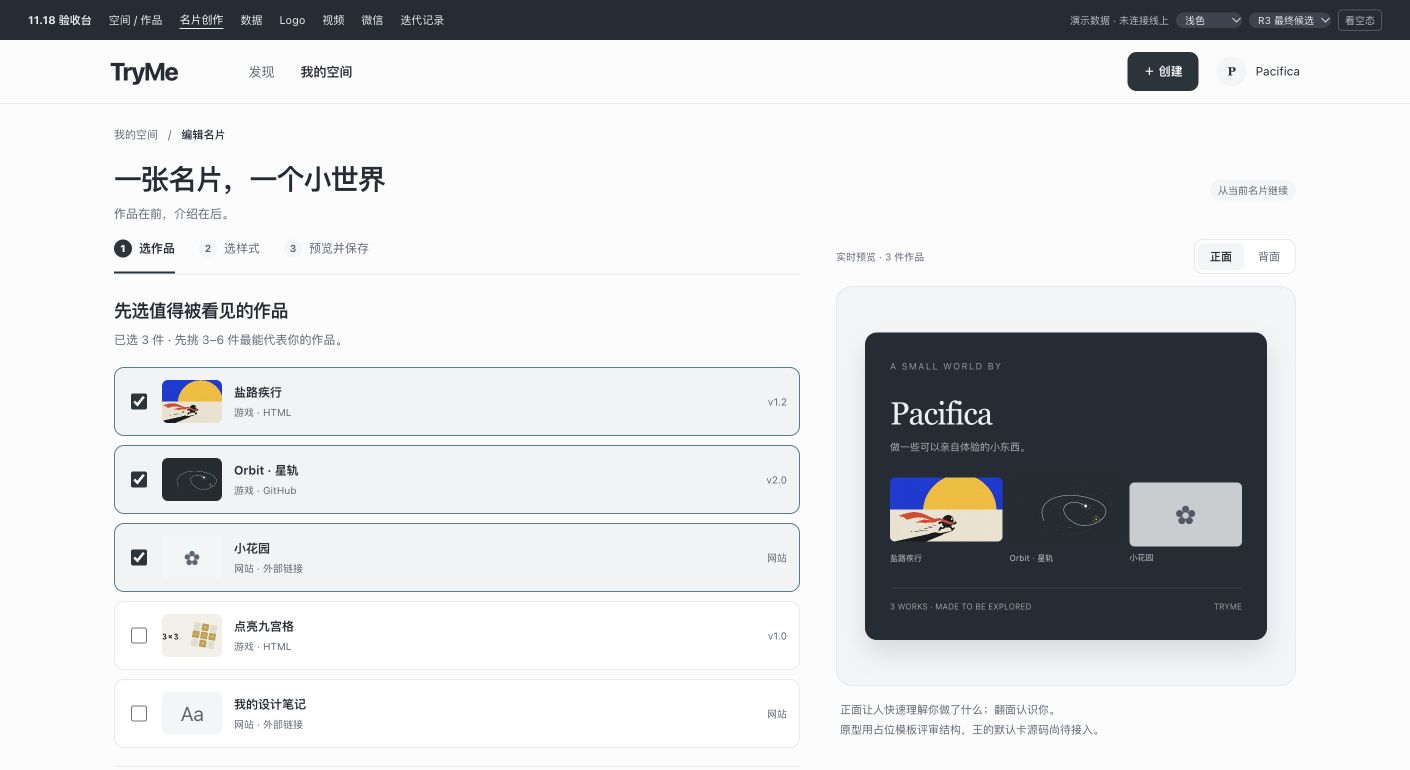 11.18 验收台 空间 / 作品 名片创作 数据 Logo 视频 微信 迭代记录 演示数据 · 未连接线上 浅色 R3 最终候选 看空态
TryMe 发现 我的空间 + 创建 P Pacifica
我的空间 / 编辑名片
一张名片，一个小世界
从当前名片继续
作品在前，介绍在后。
1 选作品 2 选样式 3 预览并保存
先选值得被看见的作品
已选 3 件 · 先挑 3–6 件最能代表你的作品。
盐路疾行
游戏 · HTML
v1.2
Orbit · 星轨
游戏 · GitHub
v2.0
小花园
网站 · 外部链接
网站
3×3
点亮九宫格
游戏 · HTML
v1.0
Aa
我的设计笔记
网站 · 外部链接
网站
实时预览 · 3 件作品 正面 背面
A SMALL WORLD BY
Pacifica
做一些可以亲自体验的小东西。
盐路疾行 Orbit · 星轨 小花园
3 WORKS · MADE TO BE EXPLORED TRYME
正面让人快速理解你做了什么；翻面认识你。
原型用占位模板评审结构，王的默认卡源码尚待接入。